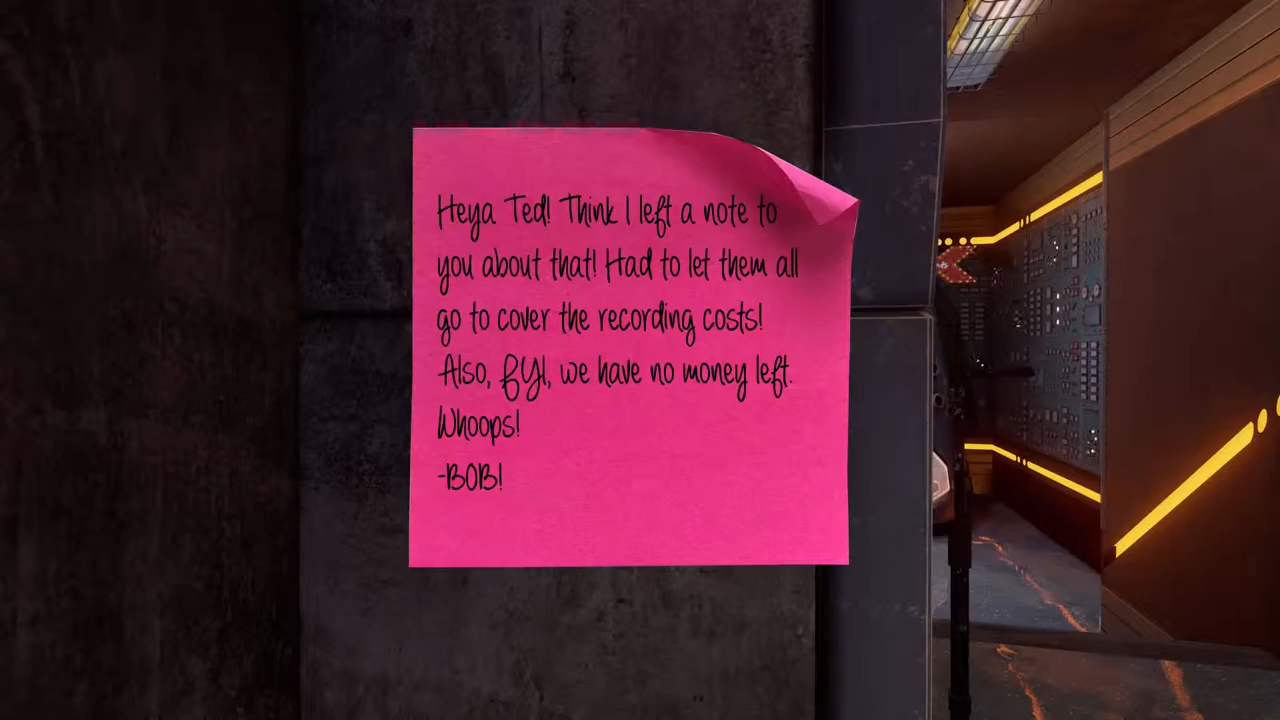 Heya Ted! Think I left a note to
you about that! Had to let them all
go to cover the recording costs!
Also, FYI, we have no money left.
Whoops!
-BOB!